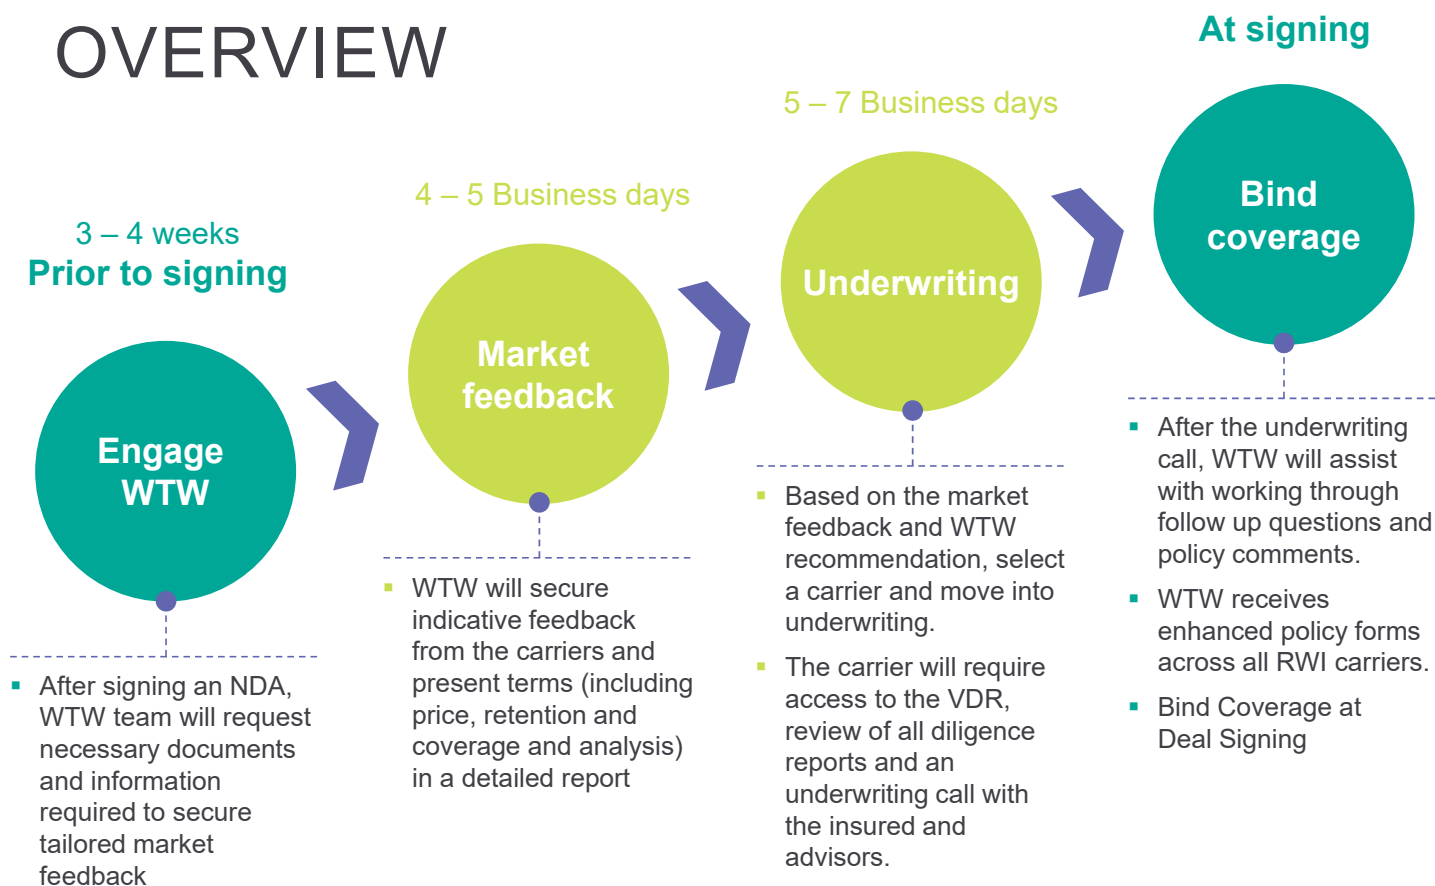 OVERVIEW
3 – 4 weeks
Prior to signing
Engage
WTW
After signing an NDA,
WTW team will request
necessary documents
and information
required to secure
tailored market
feedback
4 – 5 Business days
Market
feedback
WTW will secure
indicative feedback
from the carriers and
present terms (including
price, retention and
coverage and analysis)
in a detailed report
5 – 7 Business days
Underwriting
Based on the market
feedback and WTW
recommendation, select
a carrier and move into
underwriting.
The carrier will require
access to the VDR,
review of all diligence
reports and an
underwriting call with
the insured and
advisors.
At signing
Bind
coverage
After the underwriting
call, WTW will assist
with working through
follow up questions and
policy comments.
WTW receives
enhanced policy forms
across all RWI carriers.
Bind Coverage at
Deal Signing